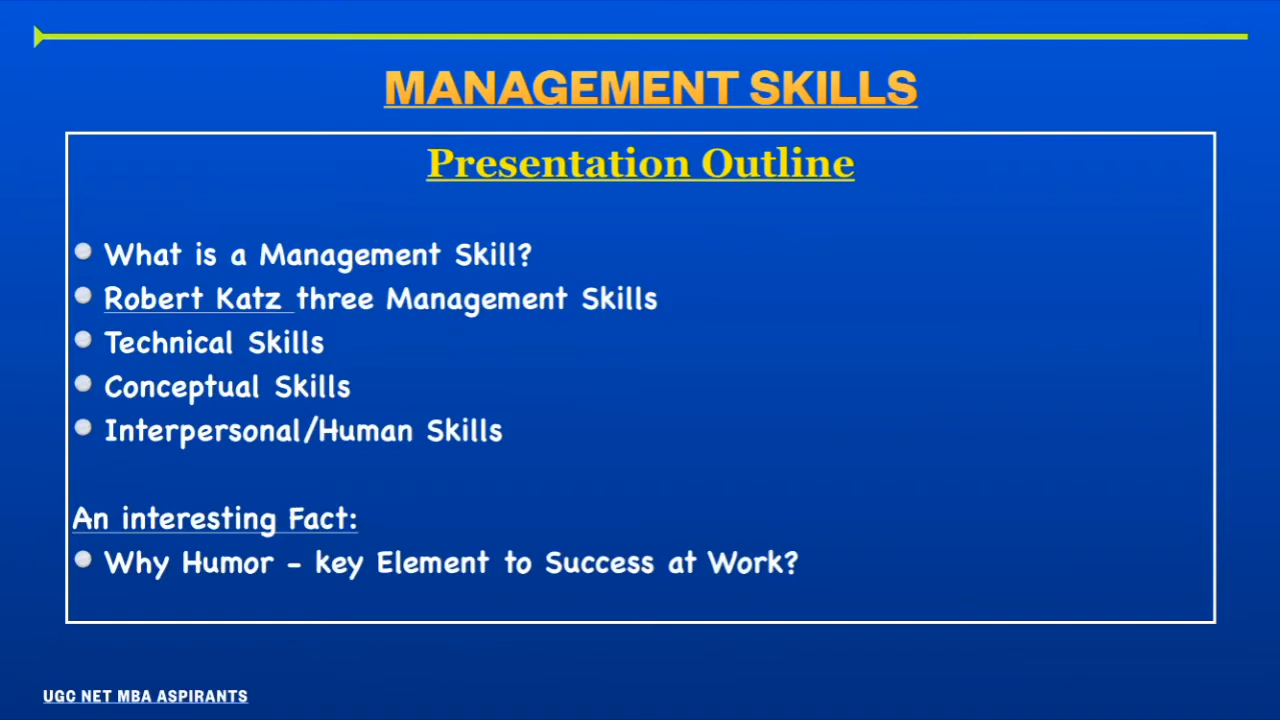 MANAGEMENT SKILLS
Presentation Outline
What is a Management Skill?
Robert Katz three Management Skills
Technical Skills
Conceptual Skills
Interpersonal/Human Skills
An interesting Fact:
Why Humor - key Element to Success at Work?
UGC NET MBA ASPIRANTS